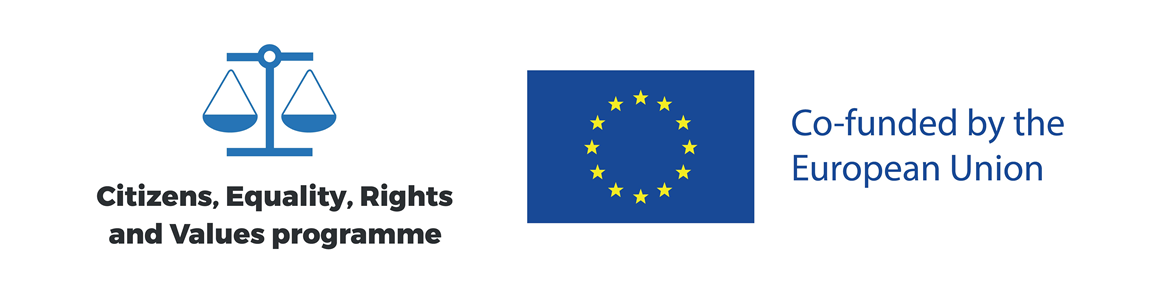 Citizens, Equality, Rights
and Values programme
Co-funded by the
European Union